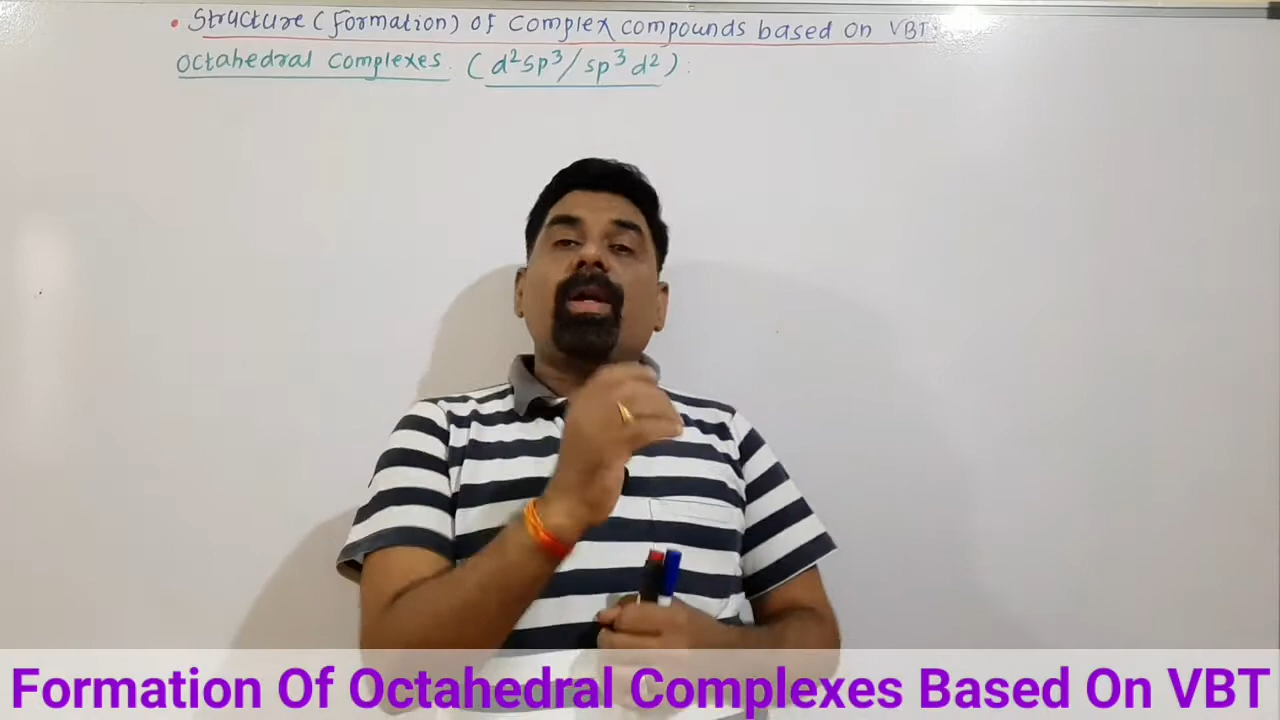 • Structure (formation) of Complex compounds based on VBT:
Octahedral Complexes. (d²sp³/sp³d²):
Formation Of Octahedral Complexes Based On VBT